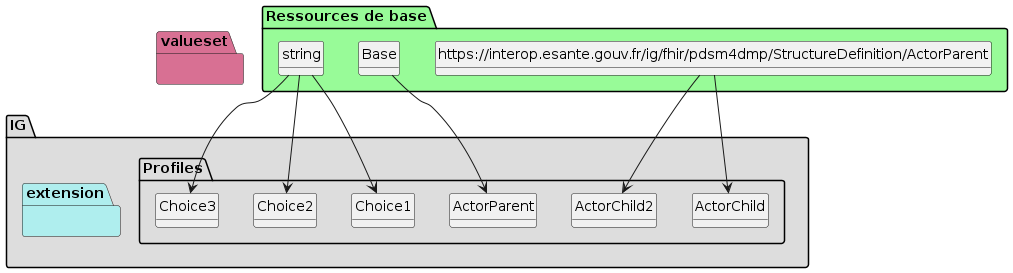 Ressources de base
valueset
string
Base
https://interop.esante.gouv.fr/ig/fhir/pdsm4dmp/StructureDefinition/ActorParent
IG
Profiles
extension
Choice3
Choice2
Choice1
ActorParent
ActorChild2
ActorChild